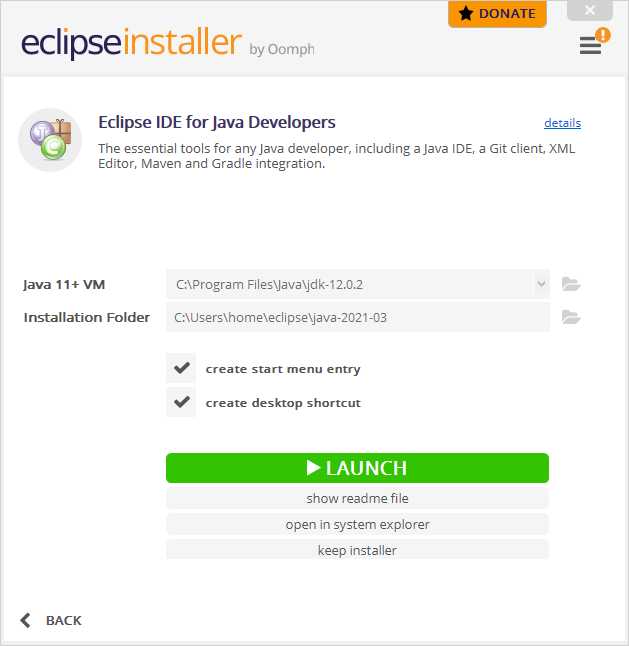 DONATE
eclipseinstaller by Oomph
Eclipse IDE for Java Developers
details
The essential tools for any Java developer, including a Java IDE, a Git client, XML
Editor, Maven and Gradle integration.
Java 11+ VM
C:\Program Files\Java\jdk-12.0.2
Installation Folder
C:\Users\home\eclipse\java-2021-03
create start menu entry
create desktop shortcut
LAUNCH
show readme file
open in system explorer
keep installer
BACK